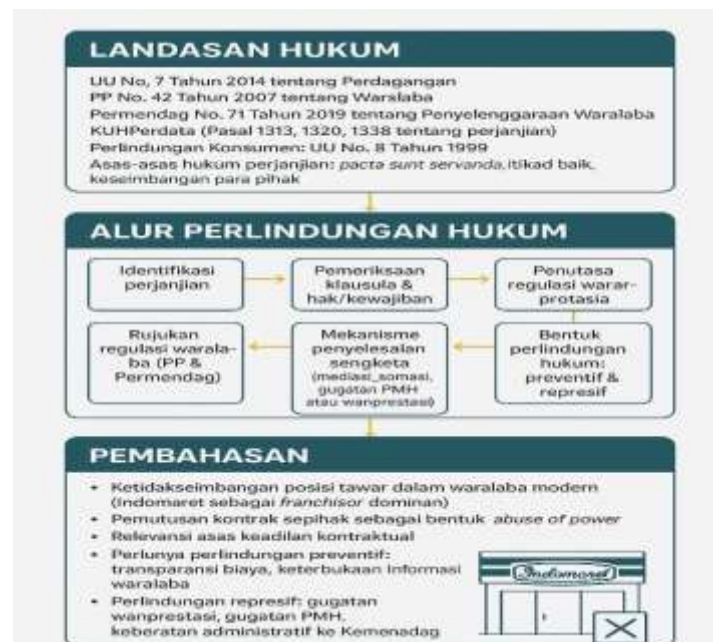 LANDASAN HUKUM
UU No, 7 Tahun 2014 tentang Perdagangan
PP No. 42 Tahun 2007 tentang Warslaba
Permendag No. 71 Tahun 2019 tentang Penyelenggaraan Waralaba
KUHPerdata (Pasal 1313, 1320, 1338 tentang perjanjian)
Perlindungan Konsumen: UU No. 8 Tahun 1999
Asas-asas hukum perjanjian: pacta sunt servanda, itikad baik,
keseimbangan para pihak
ALUR PERLINDUNGAN HUKUM
Identifikasi
perjanjian
Pemeriksaan
klausula &
hak/kewajiban
Penutasa
regulasi warar-
protasia
Rujukan
regulasi warala-
ba (PP &
Permendag)
Mekanisme
penyelesalan
sengketa
(mediasi_somasi,
gugatan PMH
atau wanprestasi)
Bentuk
perlindungan
hukum:
preventif &
represif
PEMBAHASAN
• Ketidakseimbangan posisi tawar dalam waralaba modern
(Indomaret sebagai franchisor dominan)
• Pemutusan kontrak sepihak sebagai bentuk abuse of power
• Relevansi asas keadilan kontraktual
• Perlunya perlindungan preventif:
transparansi biaya, keterbukaan informasi
waralaba
• Perlindungan represif: gugatan
wanprestasi, gugatan PMH.
keberatan administratif ke Kemenadag
Indomaret